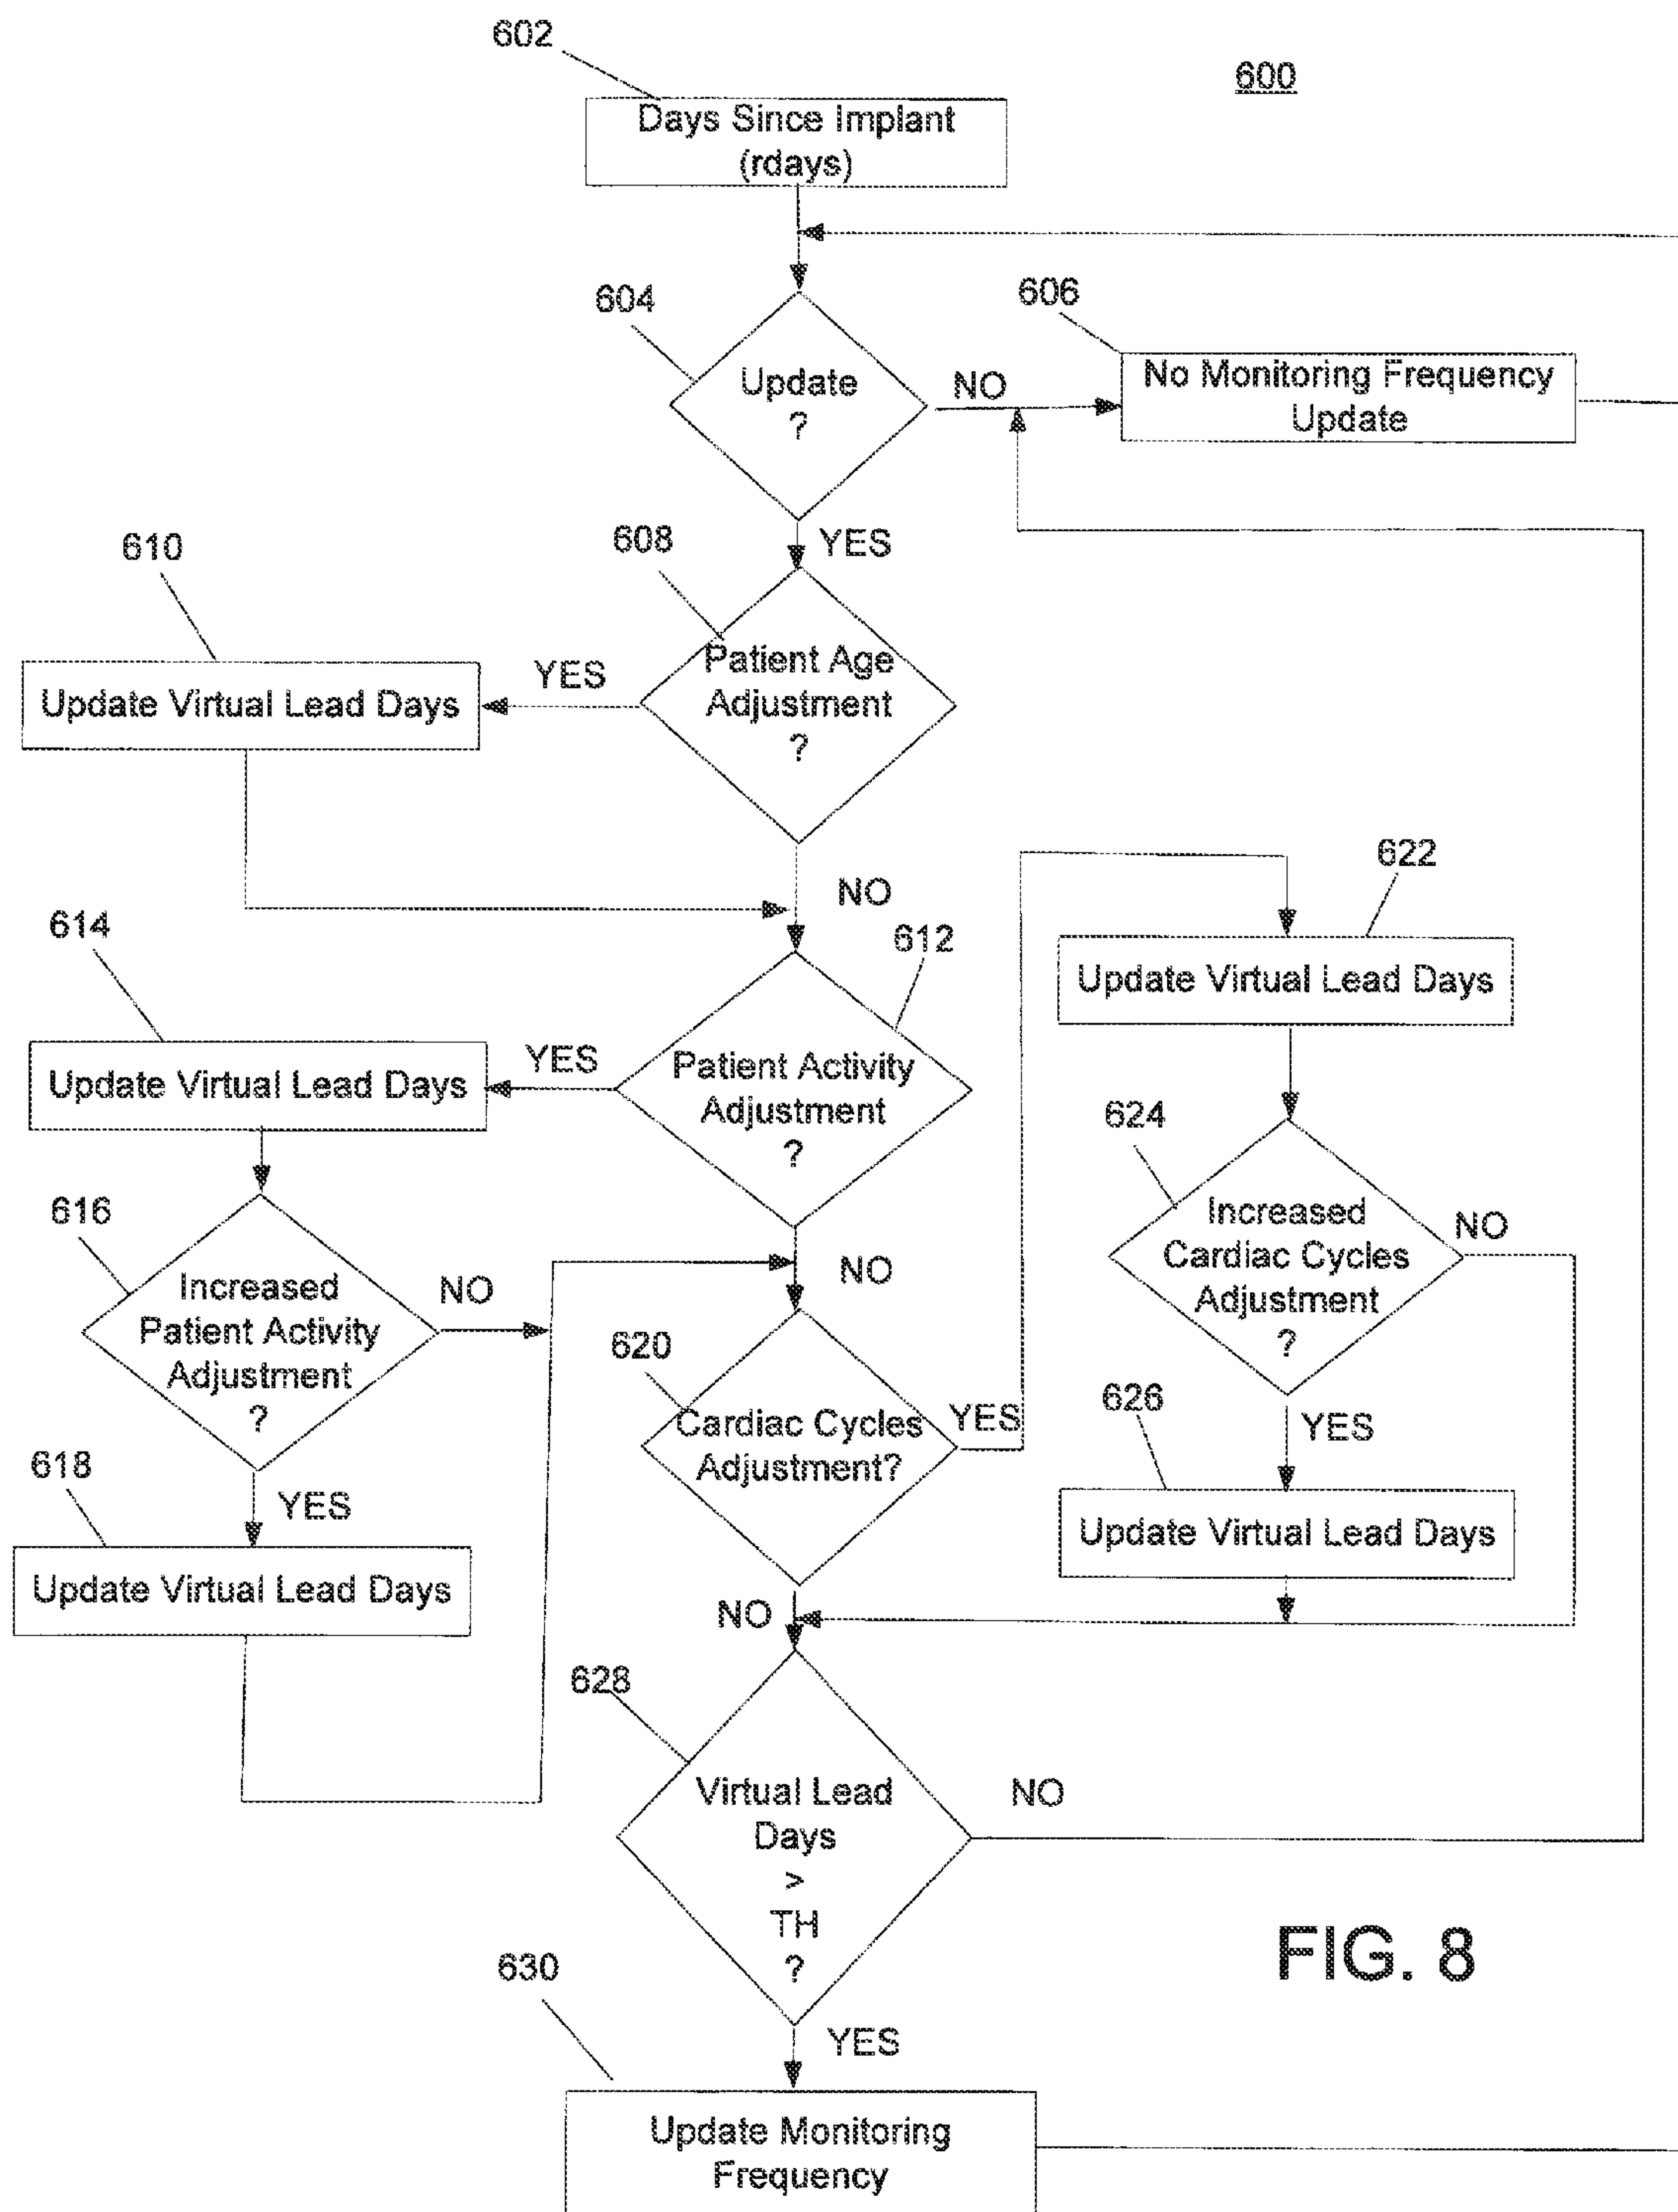 602
600
Days Since Implant
(rdays)
604
Update
?
NO
606
No Monitoring Frequency
Update
YES
608
610
Patient Age
Adjustment
?
YES
Update Virtual Lead Days
NO
612
614
Patient Activity
Adjustment
?
YES
Update Virtual Lead Days
616
Increased
Patient Activity
Adjustment
?
NO
YES
618
Update Virtual Lead Days
NO
620
Cardiac Cycles
Adjustment?
YES
622
Update Virtual Lead Days
624
Increased
Cardiac Cycles
Adjustment
?
NO
YES
626
Update Virtual Lead Days
NO
628
Virtual Lead
Days
>
TH
?
NO
FIG. 8
YES
630
Update Monitoring
Frequency